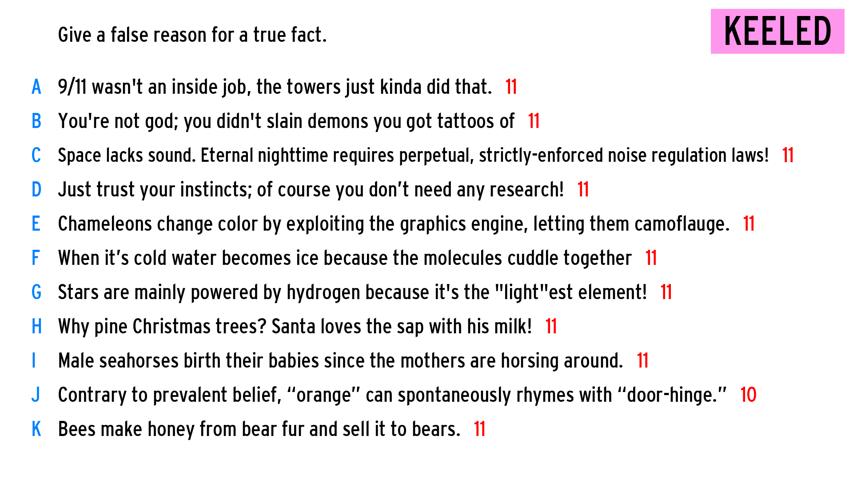 Give a false reason for a true fact.
KEELED
A 9/11 wasn't an inside job, the towers just kinda did that. 11
B You're not god; you didn't slain demons you got tattoos of 11
C Space lacks sound. Eternal nighttime requires perpetual, strictly-enforced noise regulation laws! 11
D Just trust your instincts; of course you don’t need any research! 11
E Chameleons change color by exploiting the graphics engine, letting them camoflauge. 11
F When it’s cold water becomes ice because the molecules cuddle together 11
G Stars are mainly powered by hydrogen because it's the "light"est element! 11
H Why pine Christmas trees? Santa loves the sap with his milk! 11
I Male seahorses birth their babies since the mothers are horsing around. 11
J Contrary to prevalent belief, “orange” can spontaneously rhymes with “door-hinge.” 10
K Bees make honey from bear fur and sell it to bears. 11